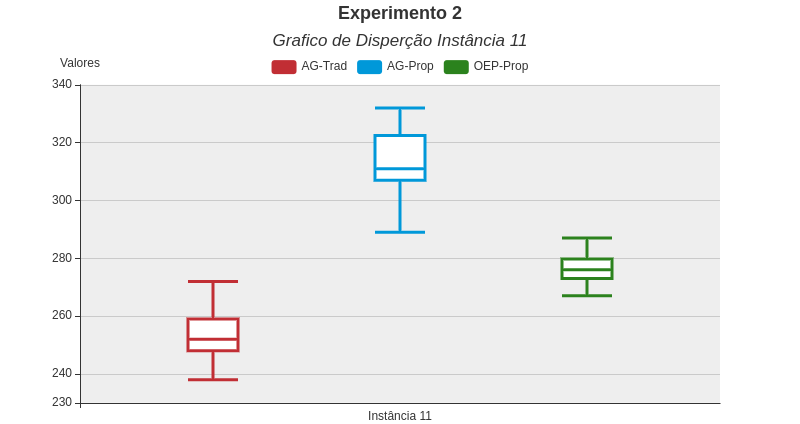 Experimento 2
Grafico de Disperção Instância 11
Valores
AG-Trad AG-Prop OEP-Prop
340
320
300
280
260
240
230
Instância 11